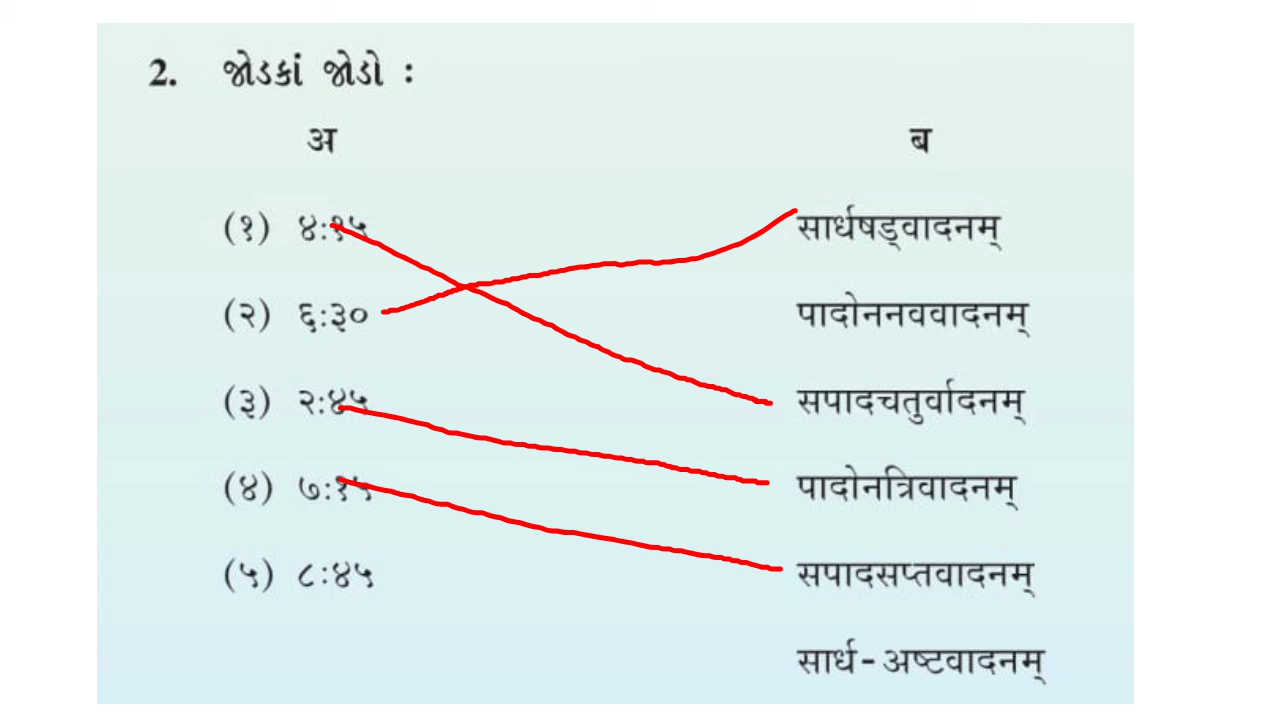 2. જોડકાં જોડો :
अ ब
(१) ४:१५ सार्धषड्वादनम्
(२) ६:३० पादोननववादनम्
(३) २:४५ सपादचतुर्वादनम्
(४) ७:१५ पादोनत्रिवादनम्
(५) ८:४५ सपादसप्तवादनम्
सार्ध-अष्टवादनम्